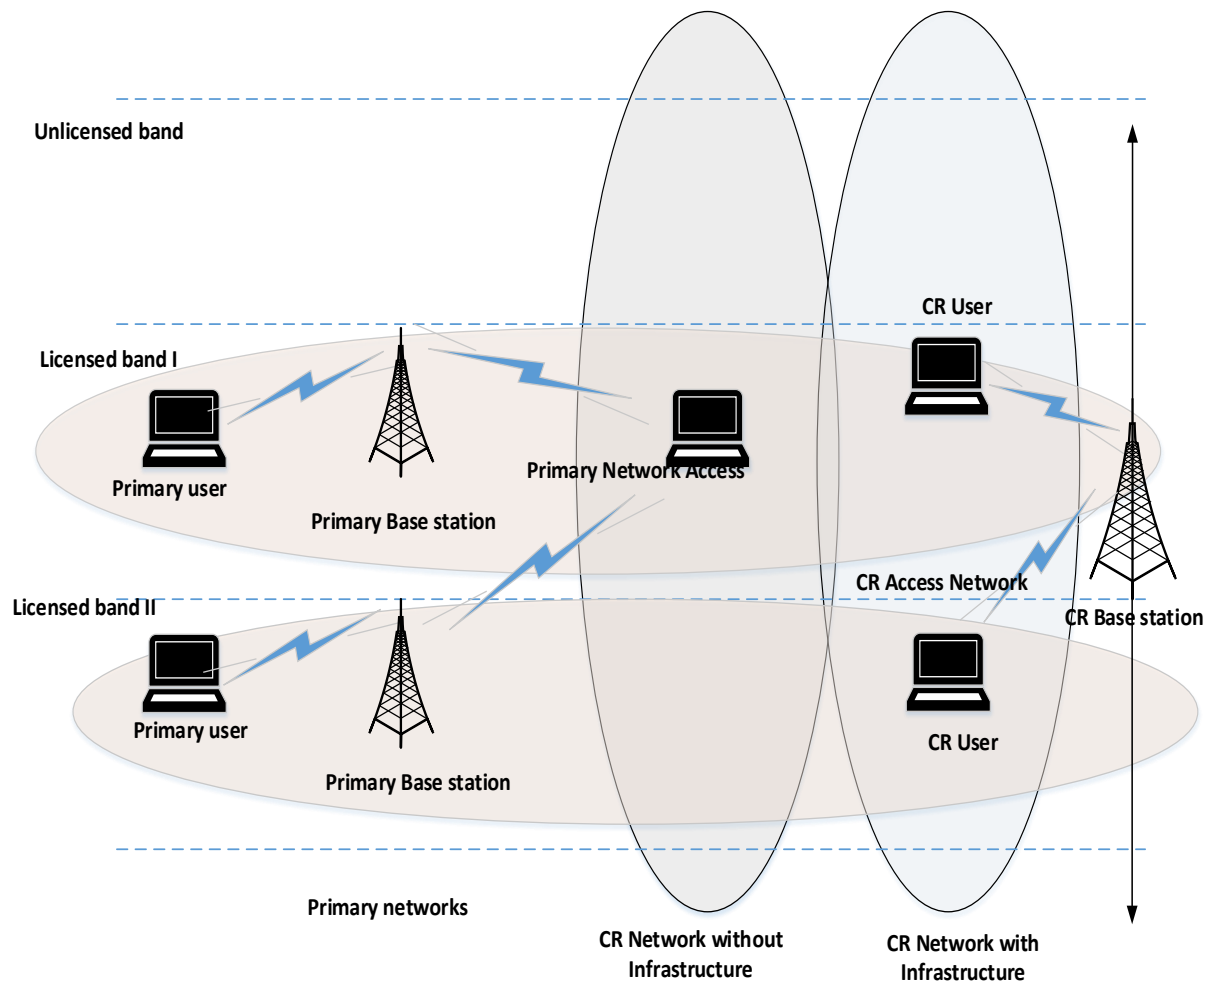 Unlicensed band
CR User
Licensed band I
Primary Network Access
Primary user
Primary Base station
CR Access Network
Licensed band II
CR Base station
Primary user
CR User
Primary Base station
Primary networks
CR Network without
Infrastructure
CR Network with
Infrastructure